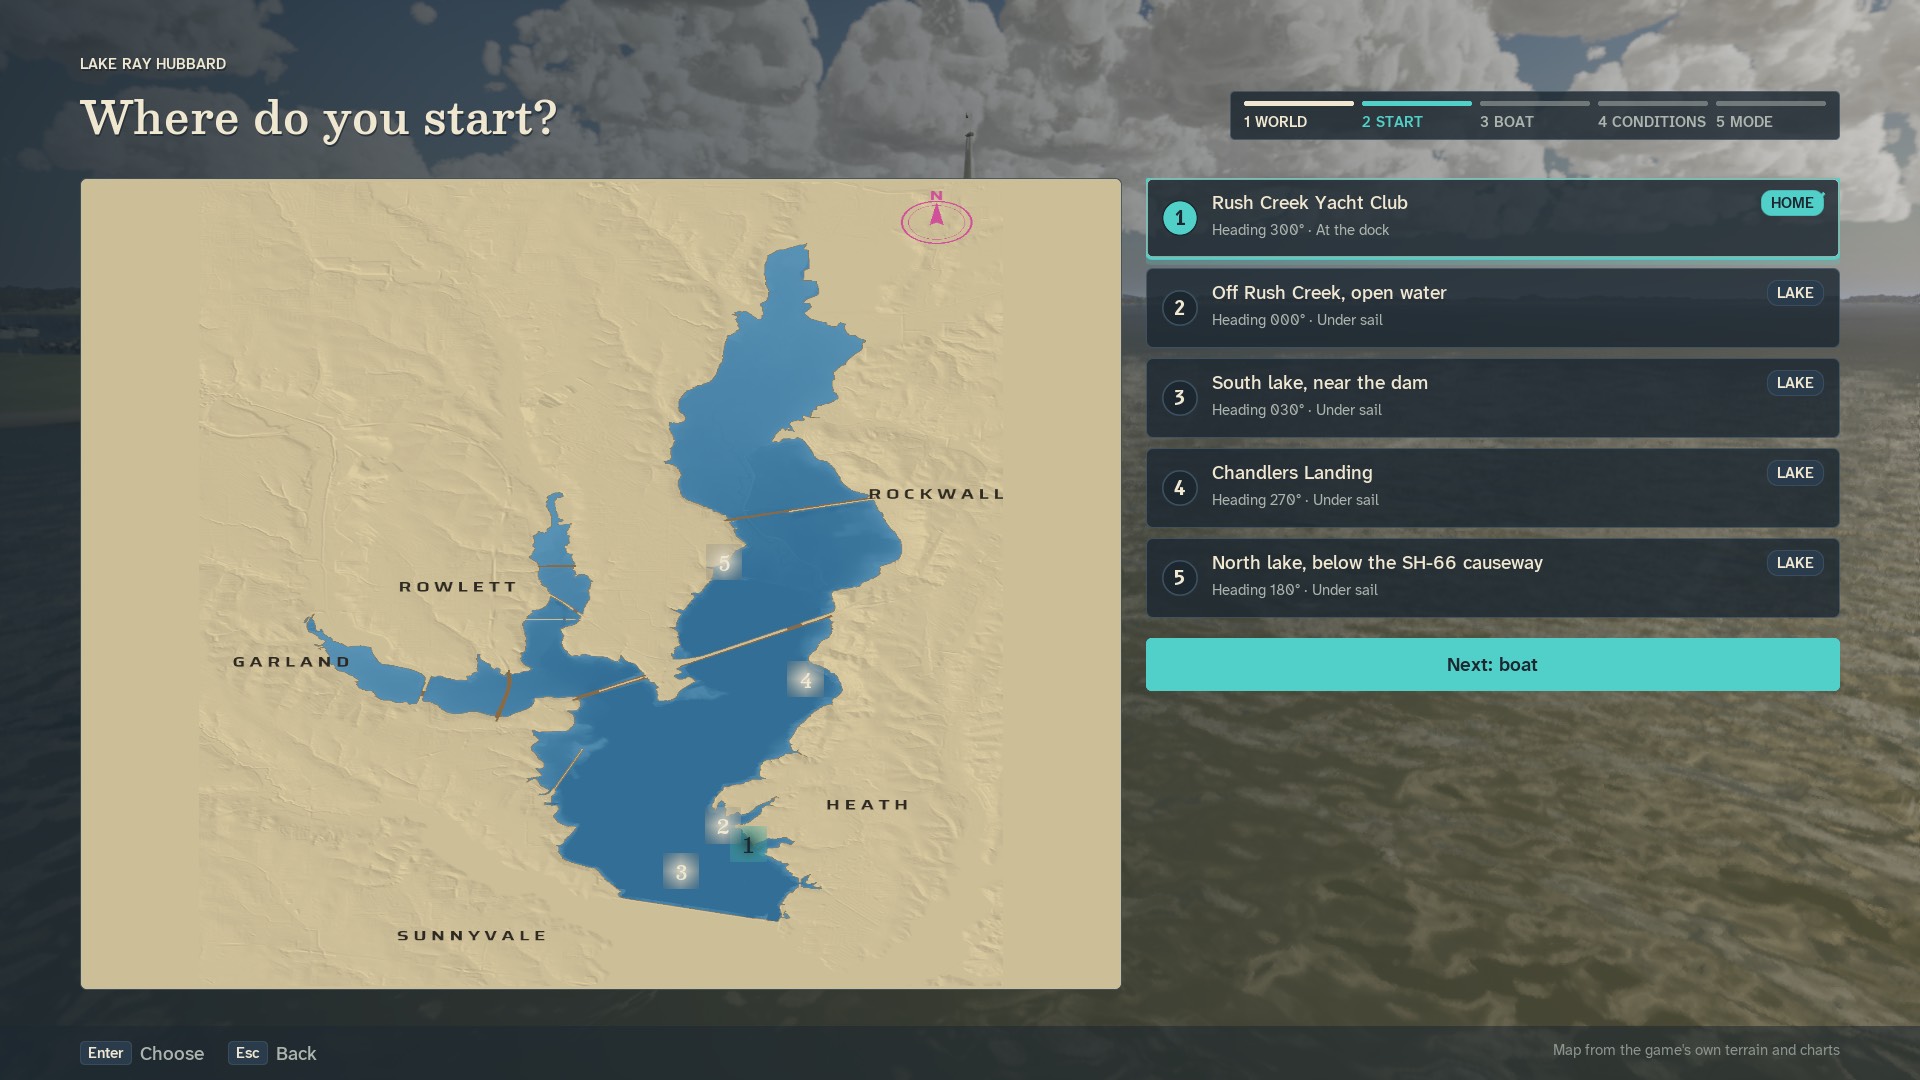 LAKE RAY HUBBARD
Where do you start?
1 WORLD
2 START
3 BOAT
4 CONDITIONS
5 MODE
N
ROCKWALL
5
ROWLETT
GARLAND
4
HEATH
2
1
3
SUNNYVALE
1
Rush Creek Yacht Club
HOME
Heading 300° · At the dock
2
Off Rush Creek, open water
LAKE
Heading 000° · Under sail
3
South lake, near the dam
LAKE
Heading 030° · Under sail
4
Chandlers Landing
LAKE
Heading 270° · Under sail
5
North lake, below the SH-66 causeway
LAKE
Heading 180° · Under sail
Next: boat
Enter Choose Esc Back
Map from the game's own terrain and charts